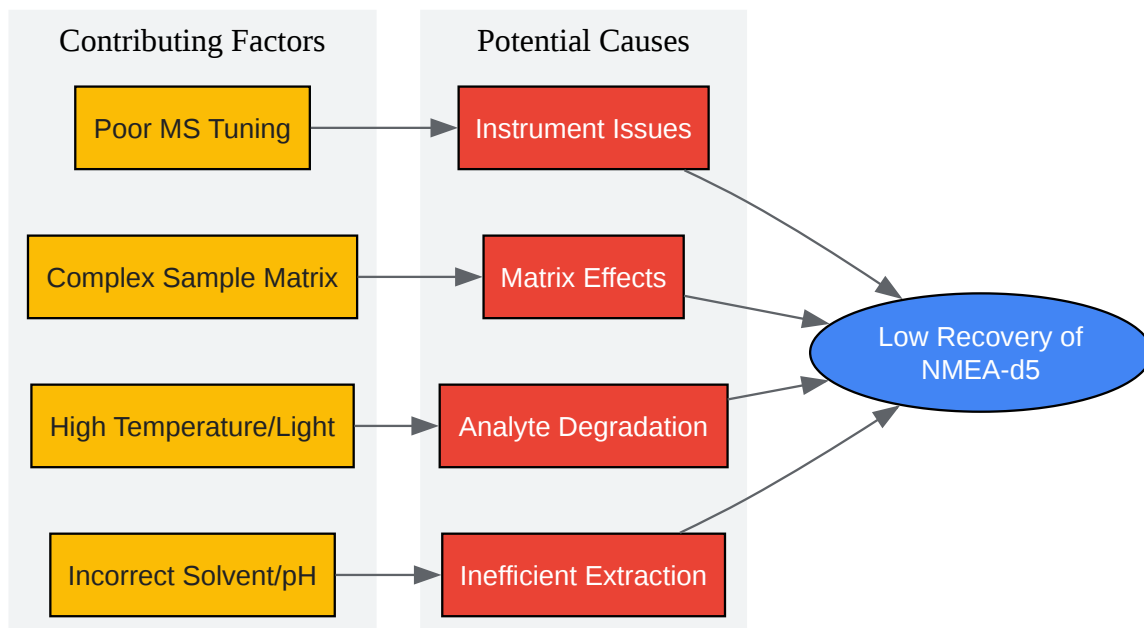 Contributing Factors
Potential Causes
Poor MS Tuning
Instrument Issues
Complex Sample Matrix
Matrix Effects
High Temperature/Light
Analyte Degradation
Incorrect Solvent/pH
Inefficient Extraction
Low Recovery of
NMEA-d5